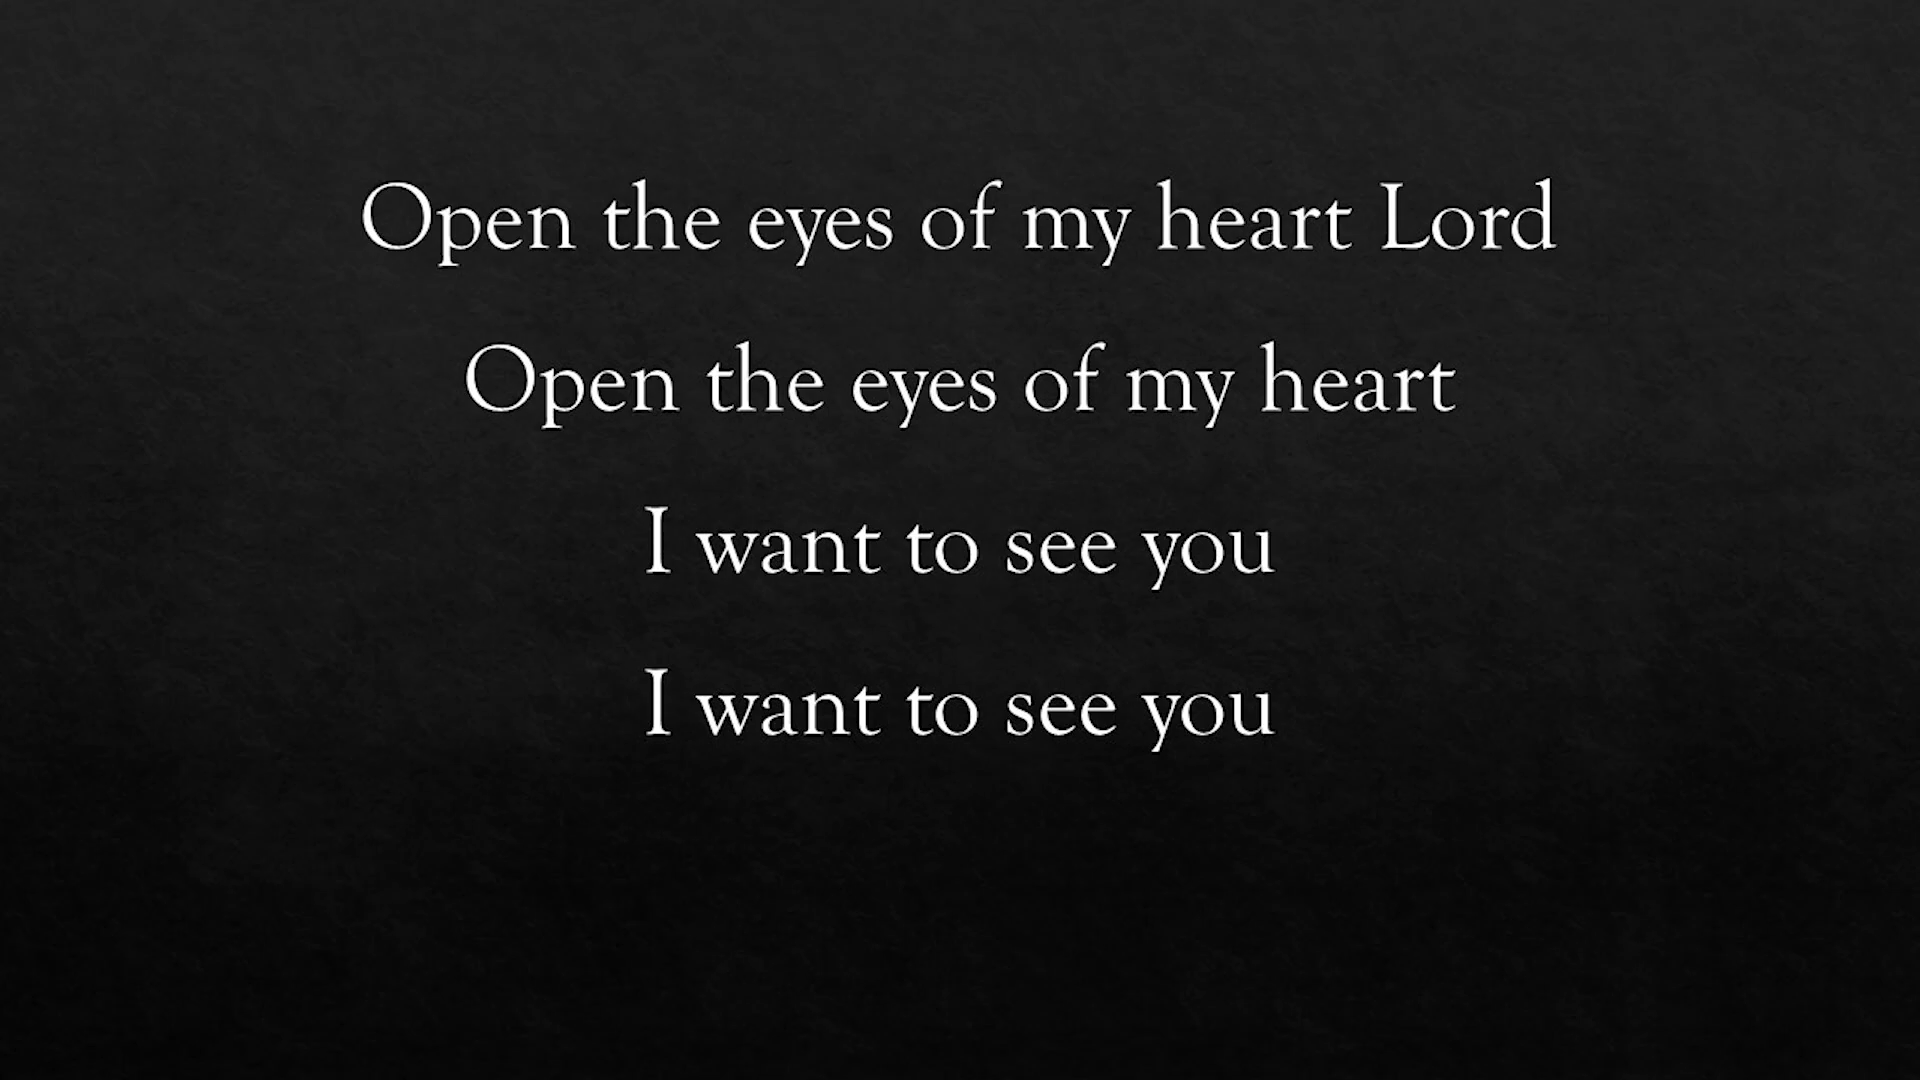 Open the eyes of my heart Lord
Open the eyes of my heart
I want to see you
I want to see you